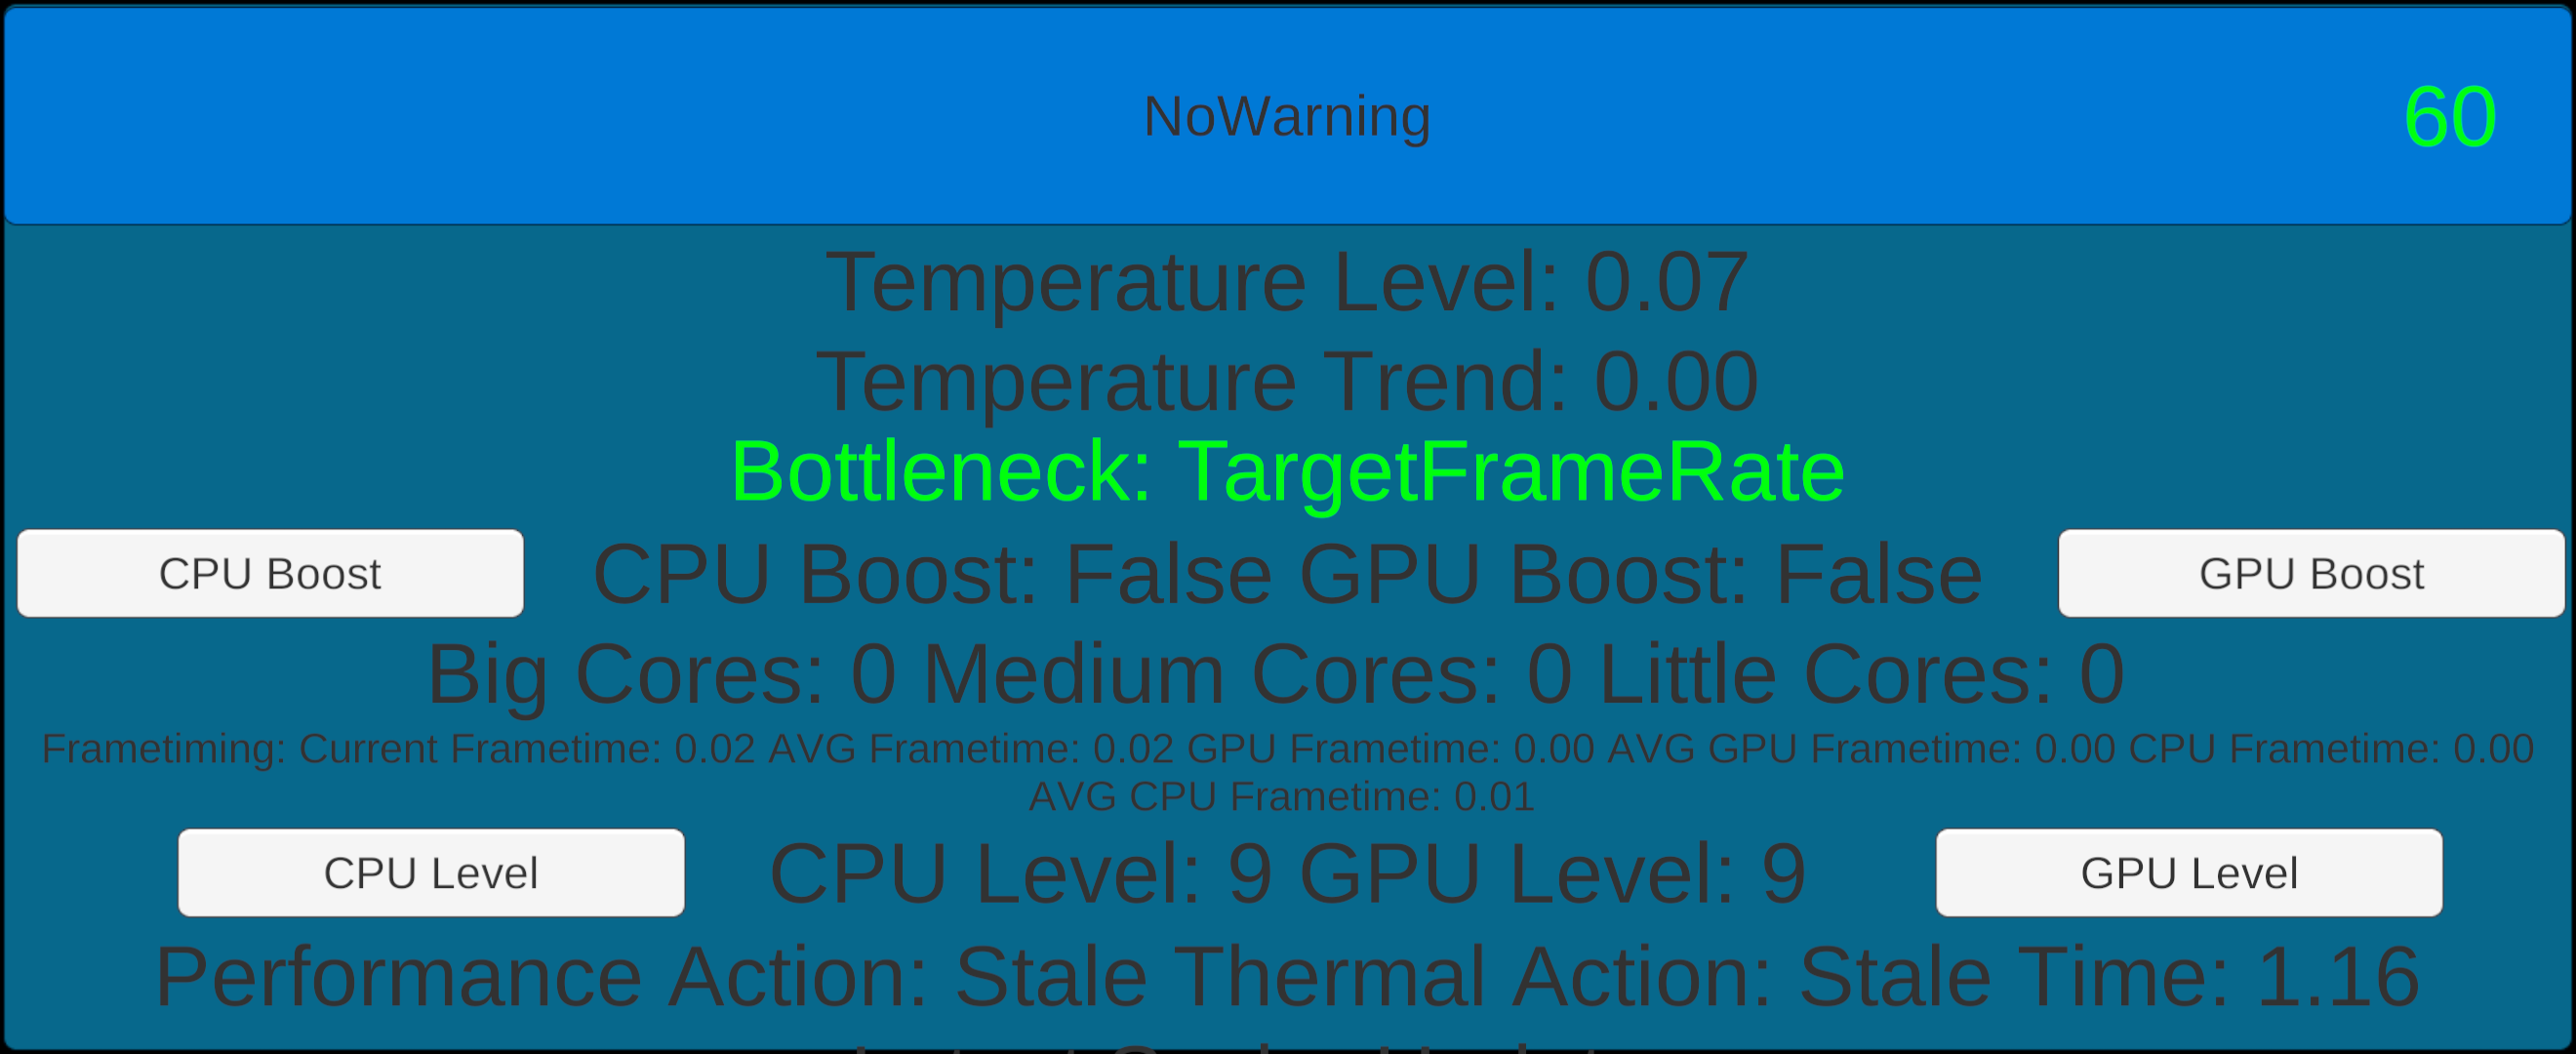 NoWarning
60
Temperature Level: 0.07
Temperature Trend: 0.00
Bottleneck: TargetFrameRate
CPU Boost
CPU Boost: False GPU Boost: False
GPU Boost
Big Cores: 0 Medium Cores: 0 Little Cores: 0
Frametiming: Current Frametime: 0.02 AVG Frametime: 0.02 GPU Frametime: 0.00 AVG GPU Frametime: 0.00 CPU Frametime: 0.00
AVG CPU Frametime: 0.01
CPU Level
CPU Level: 9 GPU Level: 9
GPU Level
Performance Action: Stale Thermal Action: Stale Time: 1.16